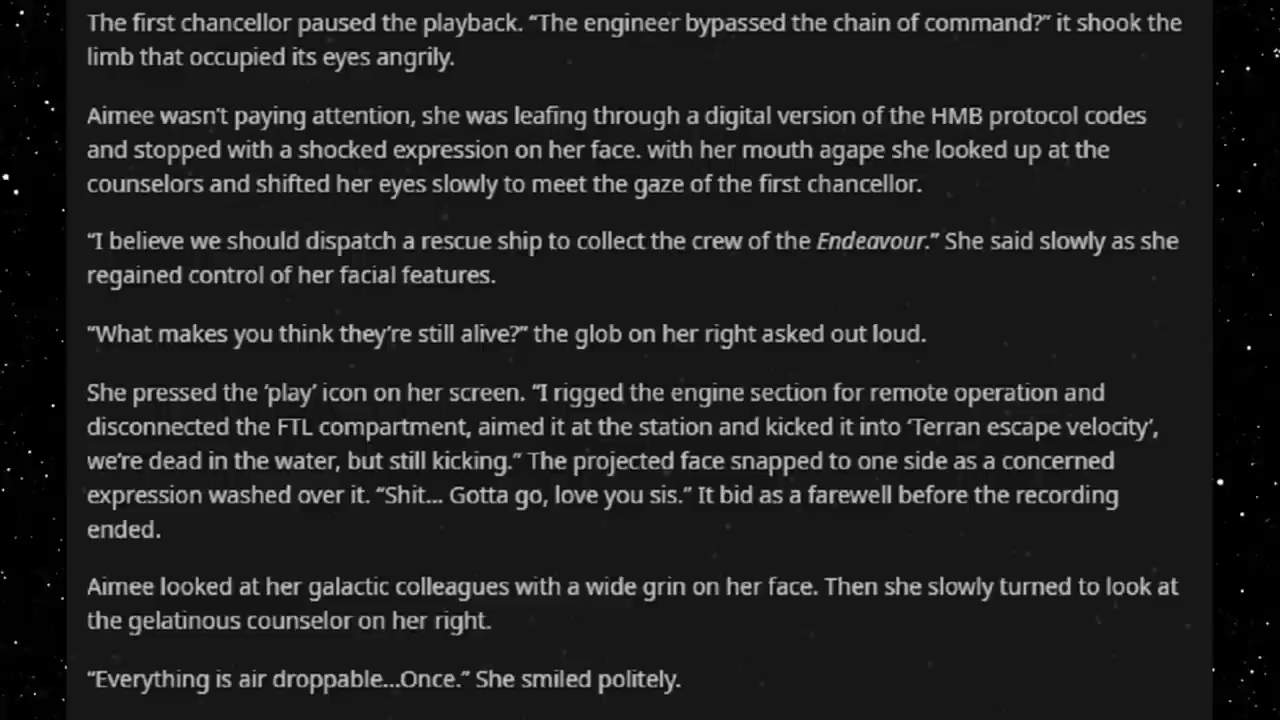 The first chancellor paused the playback. “The engineer bypassed the chain of command?” it shook the
limb that occupied its eyes angrily.
Aimee wasn’t paying attention, she was leafing through a digital version of the HMB protocol codes
and stopped with a shocked expression on her face. with her mouth agape she looked up at the
counselors and shifted her eyes slowly to meet the gaze of the first chancellor.
“I believe we should dispatch a rescue ship to collect the crew of the Endeavour.” She said slowly as she
regained control of her facial features.
“What makes you think they’re still alive?” the glob on her right asked out loud.
She pressed the ‘play’ icon on her screen. “I rigged the engine section for remote operation and
disconnected the FTL compartment, aimed it at the station and kicked it into ‘Terran escape velocity’,
we’re dead in the water, but still kicking.” The projected face snapped to one side as a concerned
expression washed over it. “Shit... Gotta go, love you sis.” It bid as a farewell before the recording
ended.
Aimee looked at her galactic colleagues with a wide grin on her face. Then she slowly turned to look at
the gelatinous counselor on her right.
“Everything is air droppable...Once.” She smiled politely.